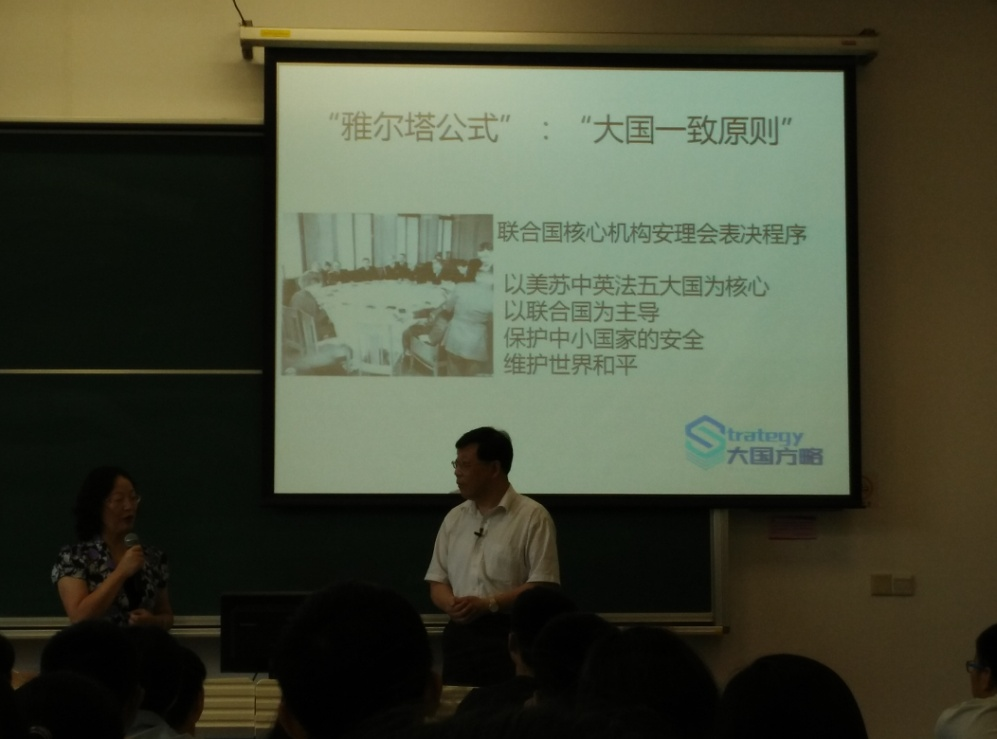 “雅尔塔公式” ： “大国一致原则”
联合国核心机构安理会表决程序
以美苏中英法五大国为核心
以联合国为主导
保护中小国家的安全
维护世界和平
Strategy
大国方略